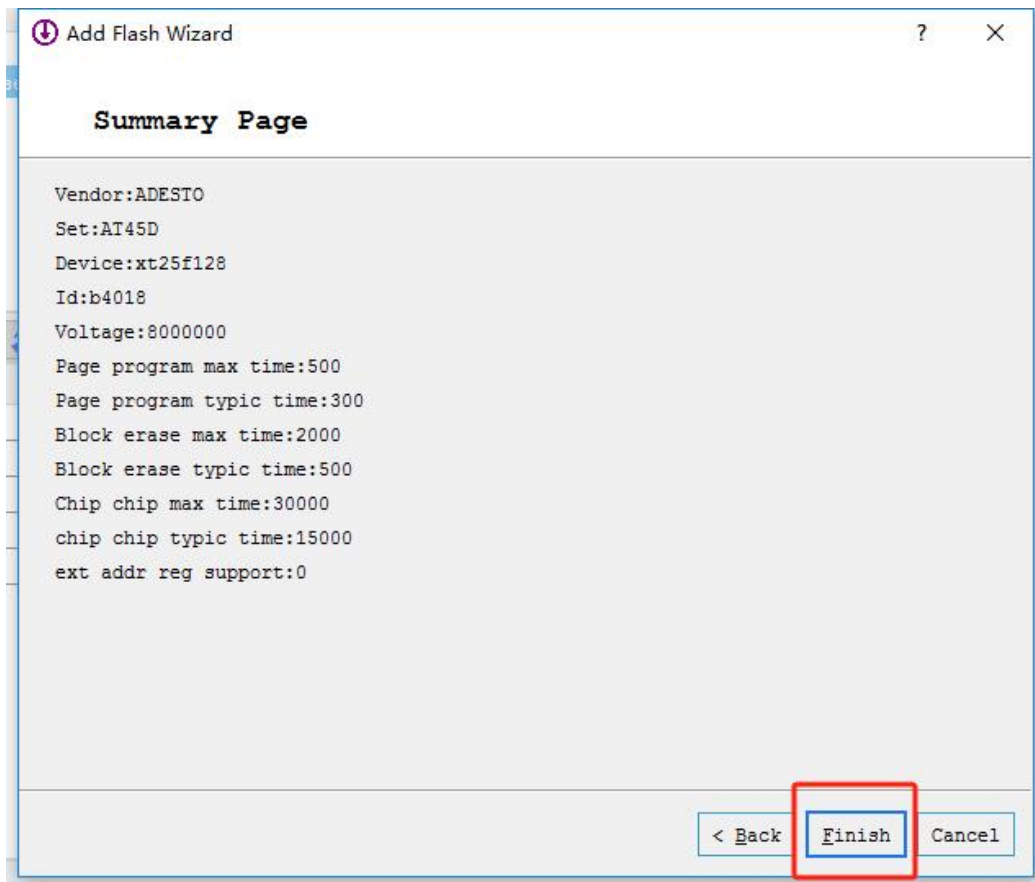 Add Flash Wizard
?
Summary Page
Vendor:ADESTO
Set:AT45D
Device:xt25f128
Id:b4018
Voltage:8000000
Page program max time:500
Page program typic time:300
Block erase max time:2000
Block erase typic time:500
Chip chip max time:30000
chip chip typic time:15000
ext addr reg support:0
< Back Finish Cancel